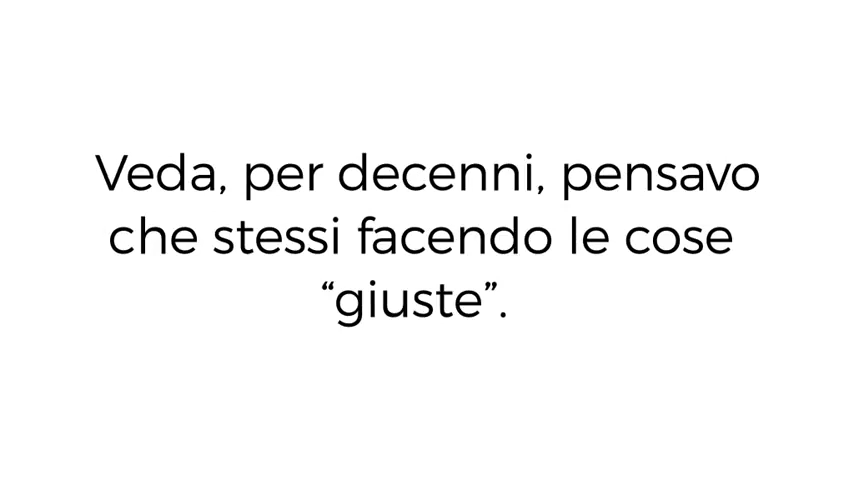 Veda, per decenni, pensavo
che stessi facendo le cose
“giuste”.